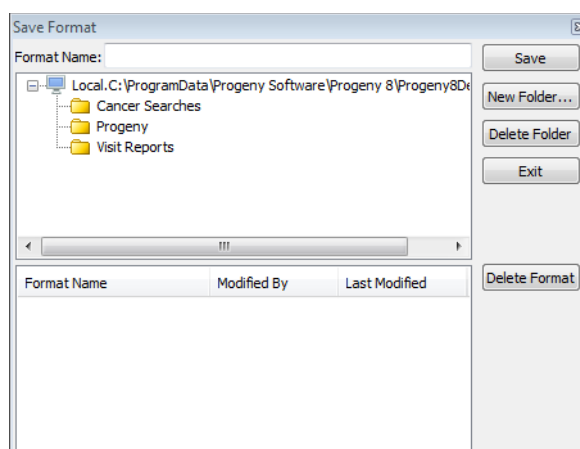 Save Format
Format Name:
Save
Local.C:\ProgramData\Progeny Software\Progeny 8\Progeny8De
New Folder...
Cancer Searches
Progeny
Delete Folder
Visit Reports
Exit
Delete Format
Format Name Modified By Last Modified